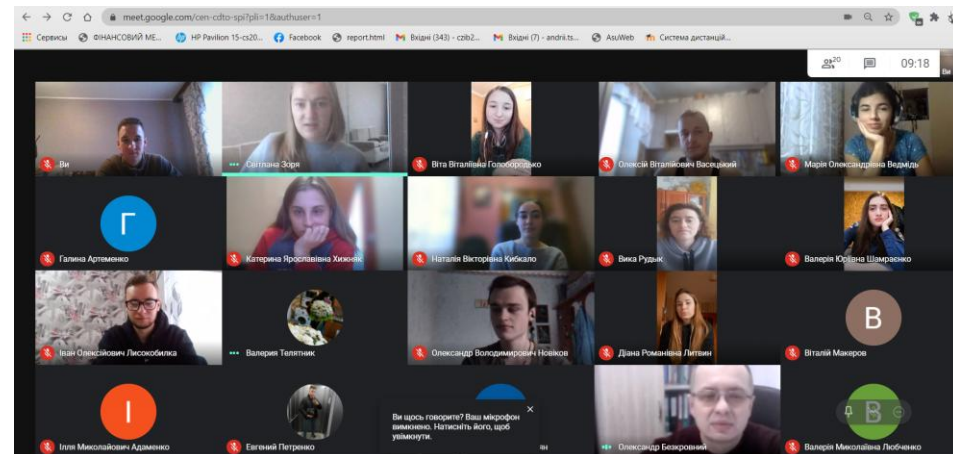 meet.google.com/cen-cdto-spi?pli=1&authuser=1
Сервисы ФІНАНСОВИЙ МЕ... HP Pavilion 15-cs20... Facebook report.html Вхідні (343) - czib2... Вхідні (7) - andrii.ts... AsuWeb Система дистанцій...
20 09:18 Ви
Ви Світлана Зоря Віта Віталіївна Голобородько Олексій Віталійович Васецький Марія Олександрівна Ведмідь
Г
Галина Артеменко Катерина Ярославівна Хижняк Наталія Вікторівна Кибкало Вика Рудык Валерія Юріївна Шамраєнко
В
Іван Олексійович Лисокобилка Валерия Телятник Олександр Володимирович Новіков Діана Романівна Литвин Віталій Макеров
І В
Ви щось говорите? Ваш мікрофон
вимкнено. Натисніть його, щоб
увімкнути.
Ілля Миколайович Адаменко Евгений Петренко ян Олександр Безкровний Валерія Миколаївна Любченко